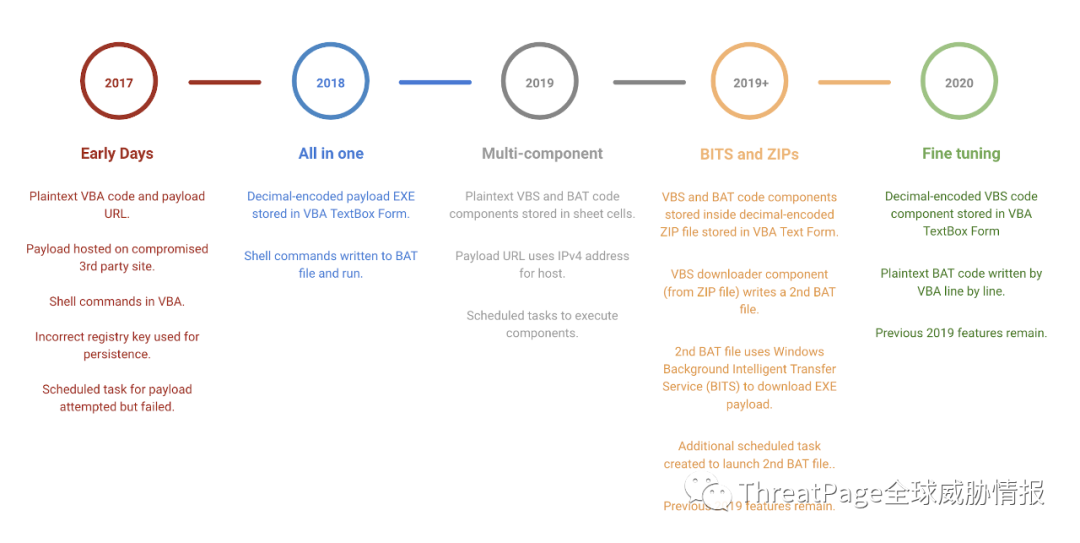 2017
2018
2019
2019+
2020
Early Days
Plaintext VBA code and payload
URL.
Payload hosted on compromised
3rd party site.
Shell commands in VBA.
Incorrect registry key used for
persistence.
Scheduled task for payload
attempted but failed.
All in one
Decimal-encoded payload EXE
stored in VBA TextBox Form.
Shell commands written to BAT
file and run.
Multi-component
Plaintext VBS and BAT code
components stored in sheet cells.
Payload URL uses IPv4 address
for host.
Scheduled tasks to execute
components.
BITS and ZIPs
VBS and BAT code components
stored inside decimal-encoded
ZIP file stored in VBA Text Form.
VBS downloader component
(from ZIP file) writes a 2nd BAT
file.
2nd BAT file uses Windows
Background Intelligent Transfer
Service (BITS) to download EXE
payload.
Additional scheduled task
created to launch 2nd BAT file..
Previous 2019 features remain.
Fine tuning
Decimal-encoded VBS code
component stored in VBA
TextBox Form
Plaintext BAT code written by
VBA line by line.
Previous 2019 features remain.
ThreatPage全球威胁情报